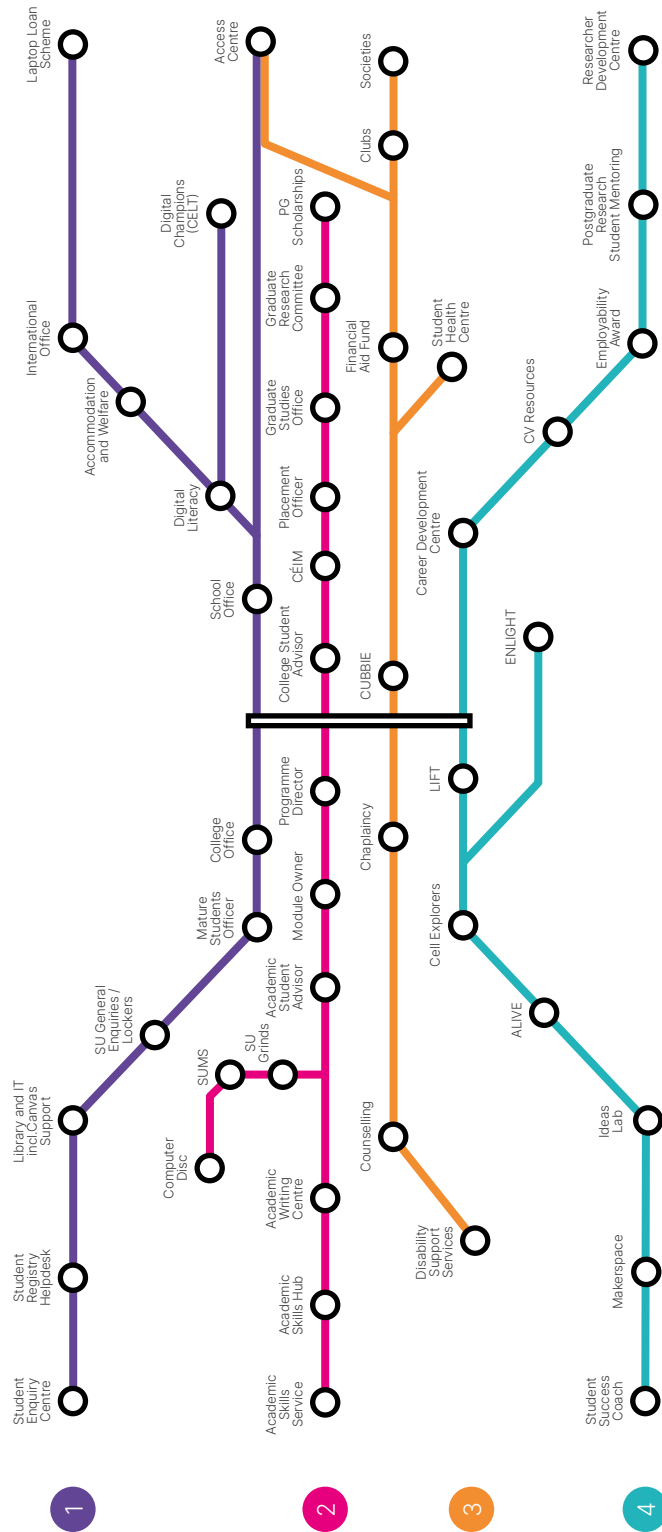 1
Student
Enquiry
Centre
Student
Registry
Helpdesk
Library and IT
incl.Canvas
Support
SU General
Enquiries /
Lockers
Mature
Students
Officer
College
Office
School
Office
Digital
Literacy
Accommodation
and Welfare
International
Office
Laptop Loan
Scheme
Digital
Champions
(CELT)
Access
Centre
2
Academic
Skills
Service
Academic
Skills Hub
Academic
Writing
Centre
Computer
Disc
SUMS
SU
Grinds
Academic
Student
Advisor
Module Owner
Programme
Director
College Student
Advisor
CÉIM
Placement
Officer
Graduate
Studies
Office
Graduate
Research
Committee
PG
Scholarships
3
Disability
Support
Services
Counselling
Chaplaincy
CUBBIE
Financial
Aid Fund
Student
Health
Centre
Clubs
Societies
4
Student
Success
Coach
Makerspace
Ideas
Lab
ALIVE
Cell Explorers
LIFT
ENLIGHT
Career Development
Centre
CV Resources
Employability
Award
Postgraduate
Research
Student Mentoring
Researcher
Development
Centre